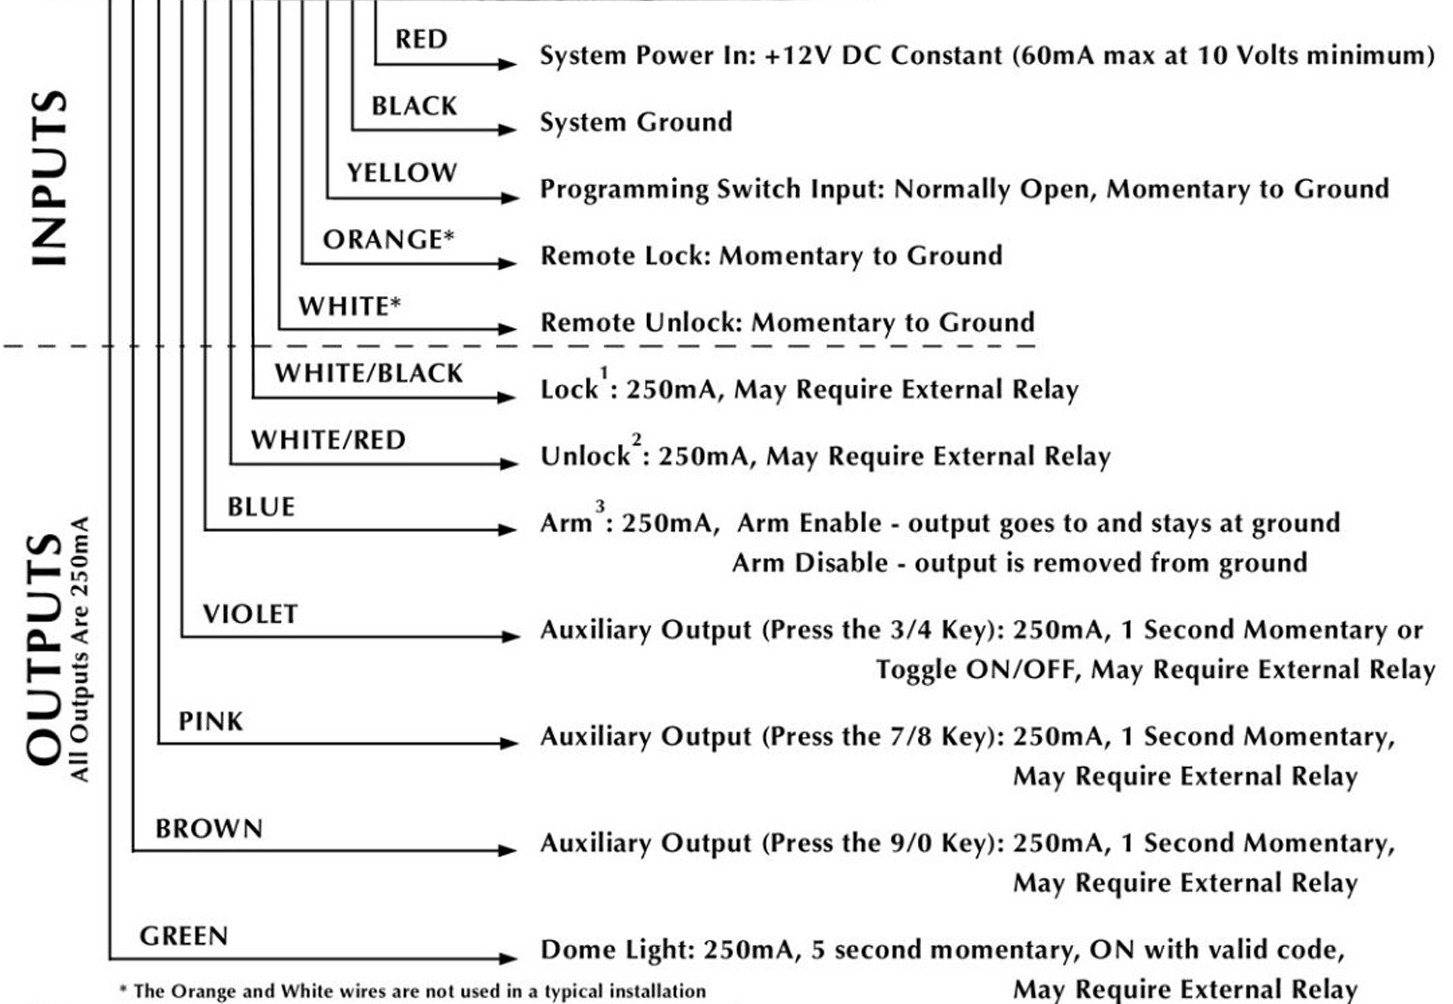 INPUTS
RED
System Power In: +12V DC Constant (60mA max at 10 Volts minimum)
BLACK
System Ground
YELLOW
Programming Switch Input: Normally Open, Momentary to Ground
ORANGE*
Remote Lock: Momentary to Ground
WHITE*
Remote Unlock: Momentary to Ground
OUTPUTS
All Outputs Are 250mA
WHITE/BLACK
Lock¹: 250mA, May Require External Relay
WHITE/RED
Unlock²: 250mA, May Require External Relay
BLUE
Arm³: 250mA, Arm Enable - output goes to and stays at ground
Arm Disable - output is removed from ground
VIOLET
Auxiliary Output (Press the 3/4 Key): 250mA, 1 Second Momentary or
Toggle ON/OFF, May Require External Relay
PINK
Auxiliary Output (Press the 7/8 Key): 250mA, 1 Second Momentary,
May Require External Relay
BROWN
Auxiliary Output (Press the 9/0 Key): 250mA, 1 Second Momentary,
May Require External Relay
GREEN
Dome Light: 250mA, 5 second momentary, ON with valid code,
May Require External Relay
* The Orange and White wires are not used in a typical installation